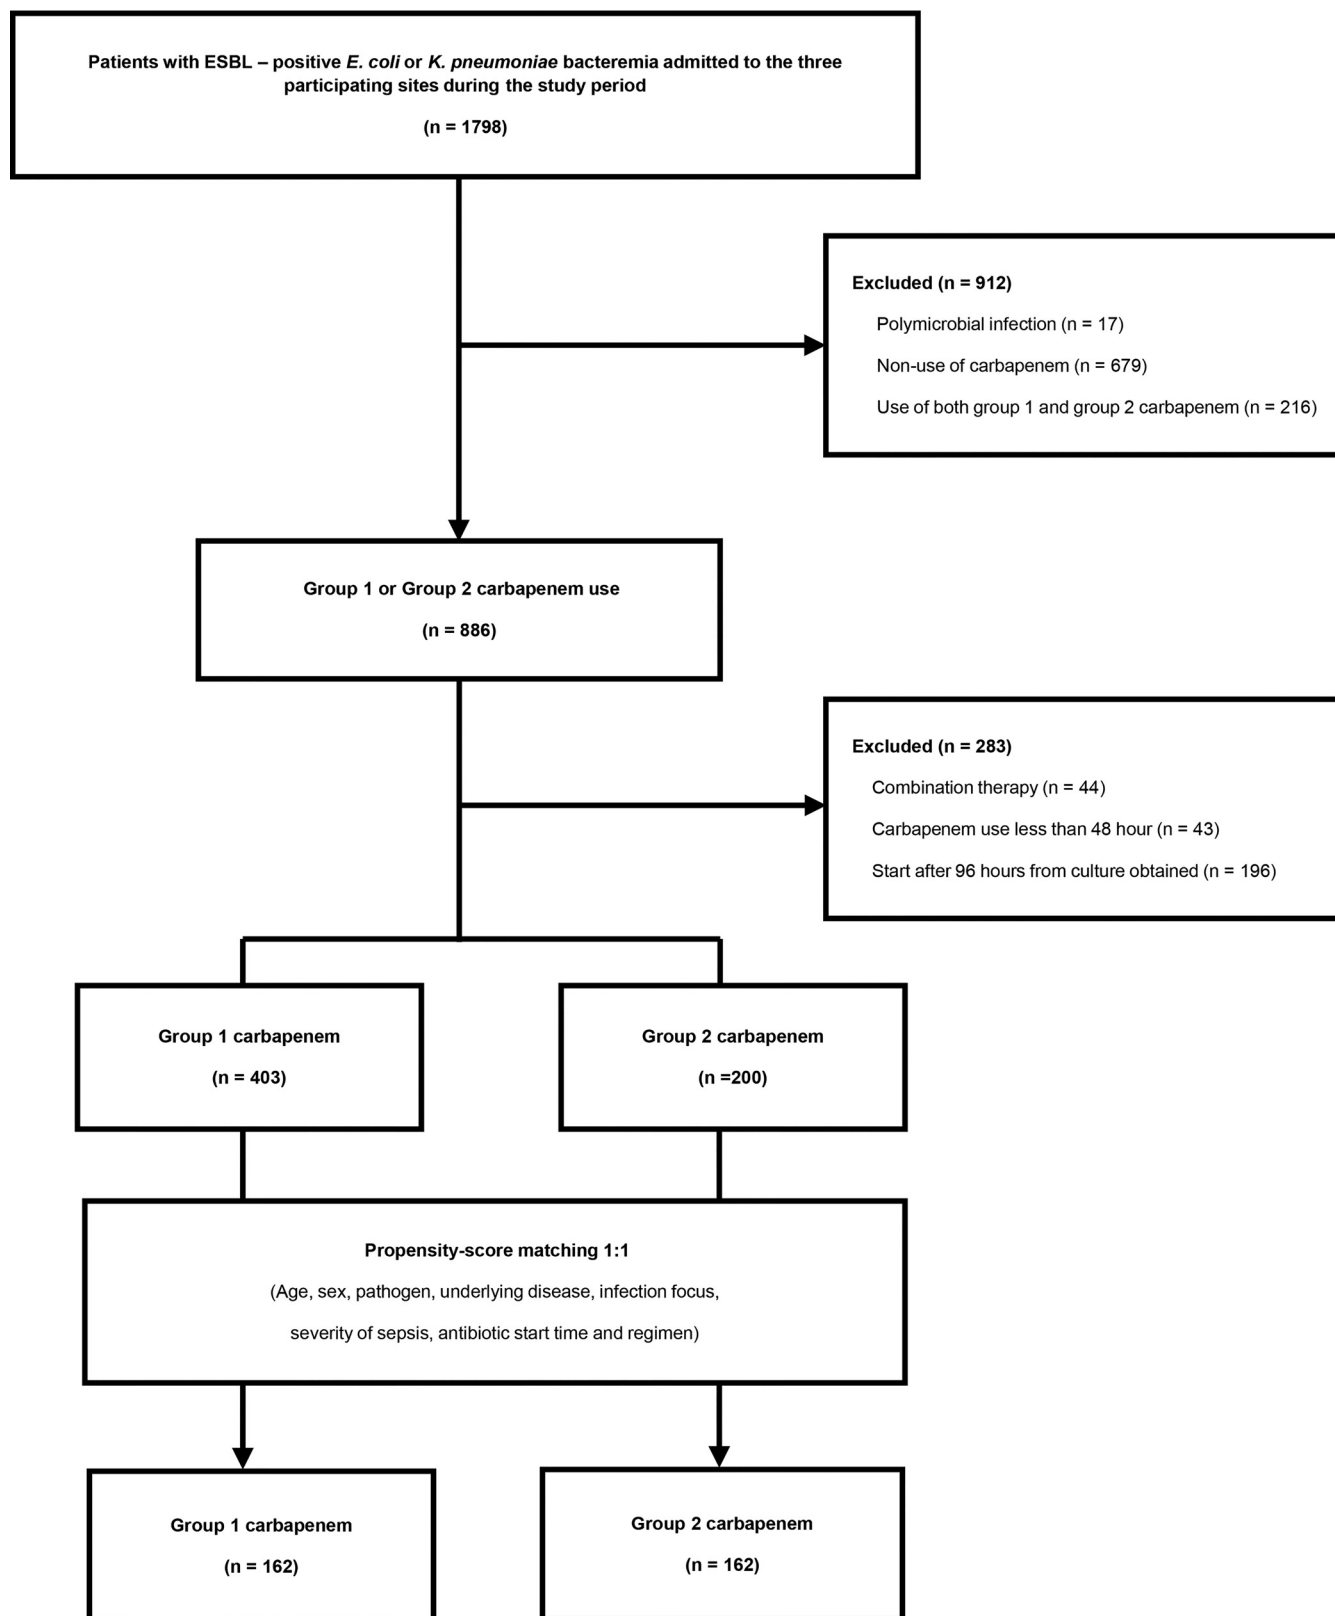 Patients with ESBL – positive E. coli or K. pneumoniae bacteremia admitted to the three
participating sites during the study period
(n = 1798)
Excluded (n = 912)
Polymicrobial infection (n = 17)
Non-use of carbapenem (n = 679)
Use of both group 1 and group 2 carbapenem (n = 216)
Group 1 or Group 2 carbapenem use
(n = 886)
Excluded (n = 283)
Combination therapy (n = 44)
Carbapenem use less than 48 hour (n = 43)
Start after 96 hours from culture obtained (n = 196)
Group 1 carbapenem
(n = 403)
Group 2 carbapenem
(n =200)
Propensity-score matching 1:1
(Age, sex, pathogen, underlying disease, infection focus,
severity of sepsis, antibiotic start time and regimen)
Group 1 carbapenem
(n = 162)
Group 2 carbapenem
(n = 162)